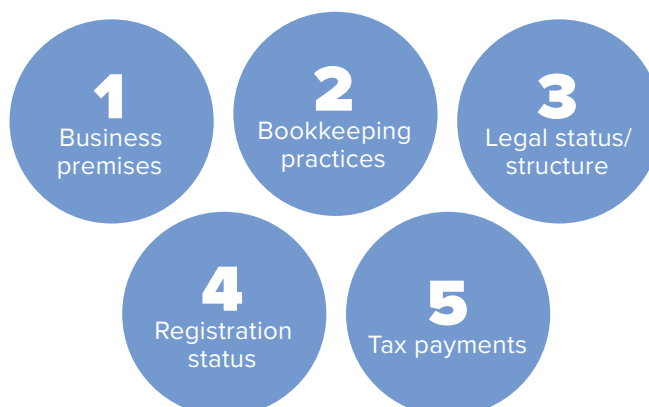 1
Business
premises
2
Bookkeeping
practices
3
Legal status/
structure
4
Registration
status
5
Tax payments